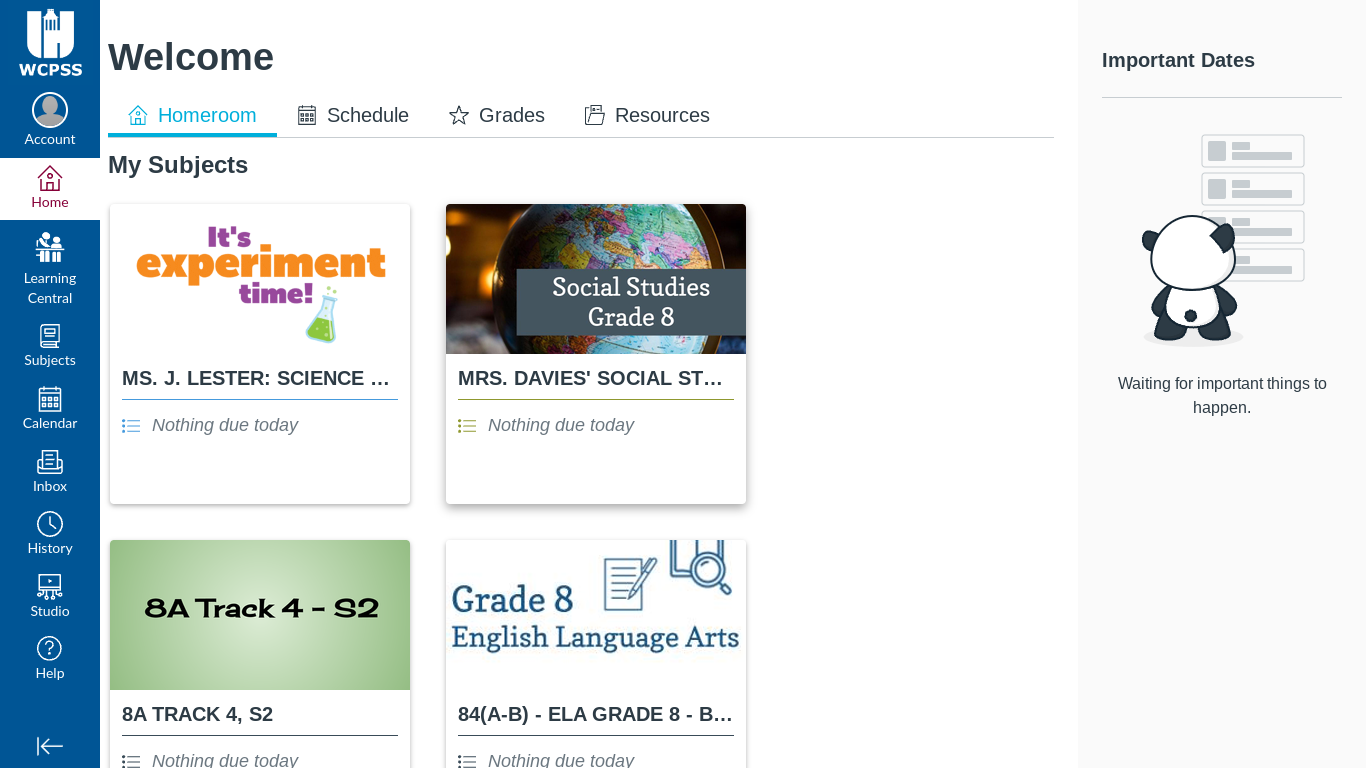 WCPSS
Account
Home
Learning
Central
Subjects
Calendar
Inbox
History
Studio
Help
Welcome
Homeroom
Schedule
Grades
Resources
My Subjects
It's
experiment
time!
MS. J. LESTER: SCIENCE ...
Nothing due today
Social Studies
Grade 8
MRS. DAVIES' SOCIAL ST...
Nothing due today
8A Track 4 - S2
8A TRACK 4, S2
Nothing due today
Grade 8
English Language Arts
84(A-B) - ELA GRADE 8 - B...
Nothing due today
Important Dates
Waiting for important things to
happen.